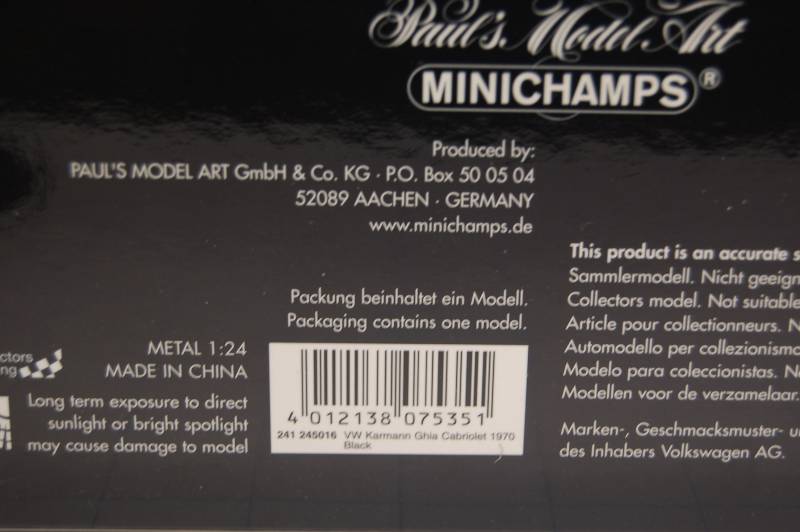 Paul's Model Art
MINICHAMPS®
Produced by:
PAUL'S MODEL ART GmbH & Co. KG · P.O. Box 50 05 04
52089 AACHEN · GERMANY
www.minichamps.de
This product is an accurate s
Sammlermodell. Nicht geeign
Collectors model. Not suitable
Article pour collectionneurs. N
Automodello per collezionismo
Modelo para coleccionistas. N
Modellen voor de verzamelaar.
Marken-, Geschmacksmuster- u
des Inhabers Volkswagen AG.
Packung beinhaltet ein Modell.
Packaging contains one model.
METAL 1:24
MADE IN CHINA
ctors
ng
Long term exposure to direct
sunlight or bright spotlight
may cause damage to model
4 012138 075351
241 245016 VW Karmann Ghia Cabriolet 1970
Black